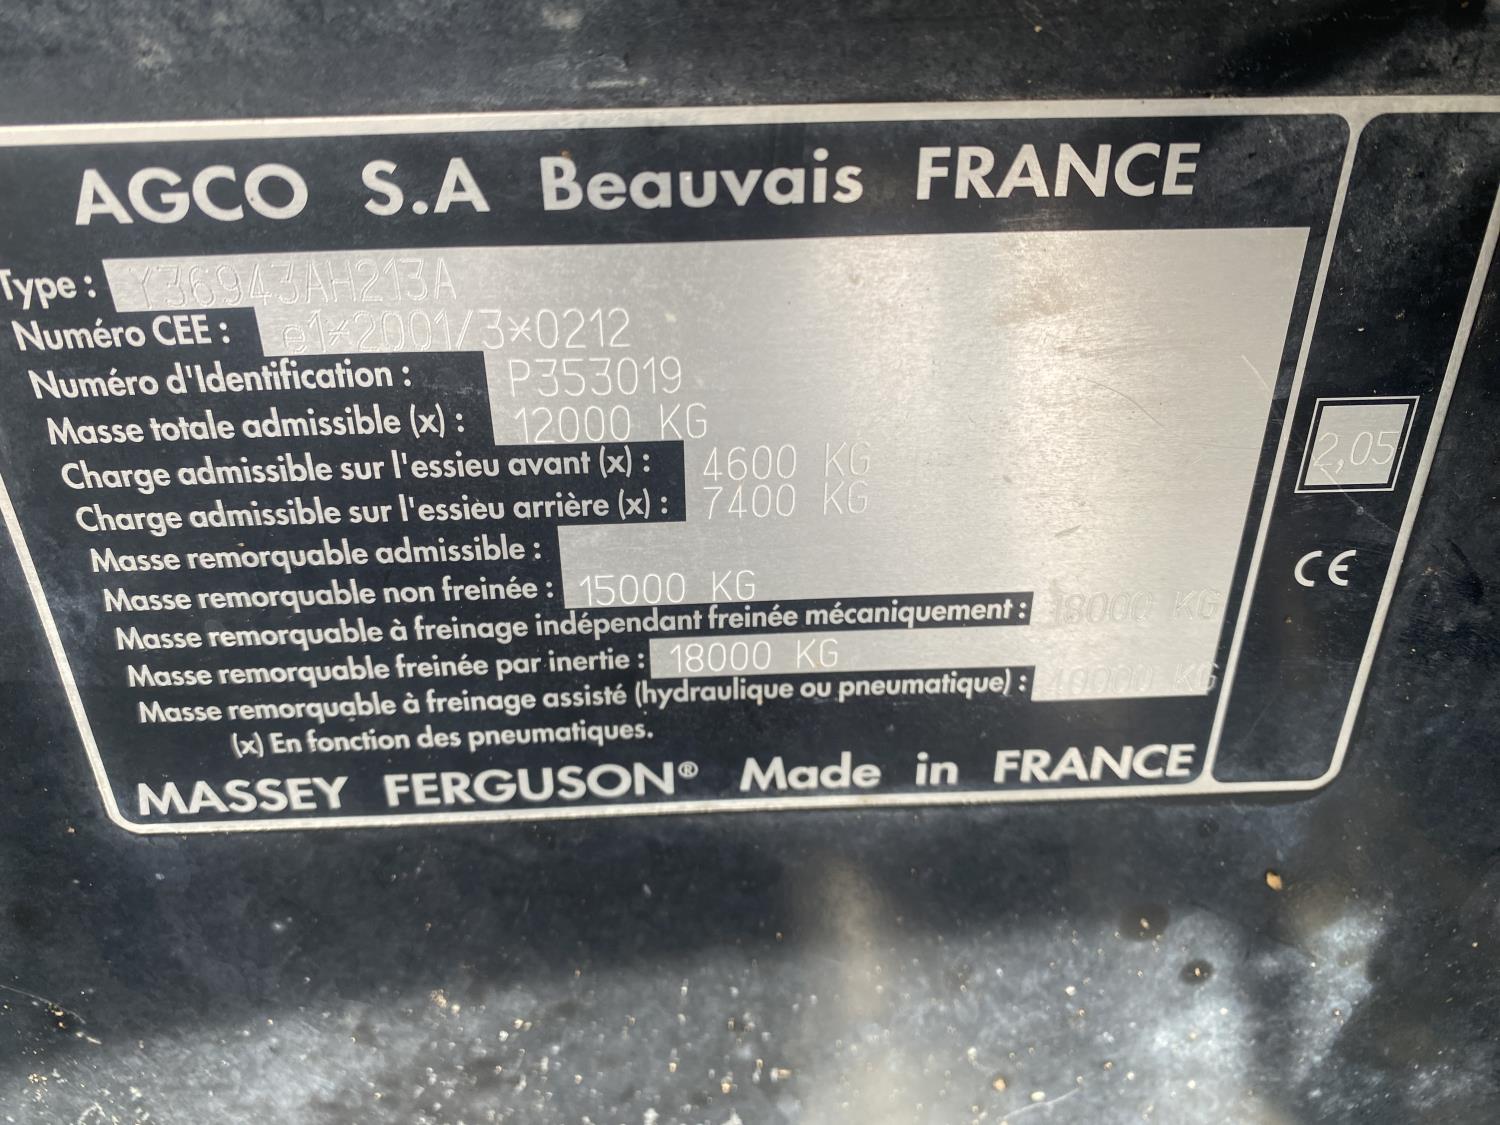 AGCO S.A Beauvais FRANCE
Type : Y36943AH213A
Numéro CEE : e1*2001/3*0212
Numéro d'Identification : P353019
Masse totale admissible (x) : 12000 KG
Charge admissible sur l'essieu avant (x) : 4600 KG
Charge admissible sur l'essieu arrière (x) : 7400 KG
Masse remorquable admissible :
Masse remorquable non freinée : 15000 KG
Masse remorquable à freinage indépendant freinée mécaniquement : 18000 KG
Masse remorquable freinée par inertie : 18000 KG
Masse remorquable à freinage assisté (hydraulique ou pneumatique) : 40000 KG
(x) En fonction des pneumatiques.
MASSEY FERGUSON® Made in FRANCE
2,05
CE